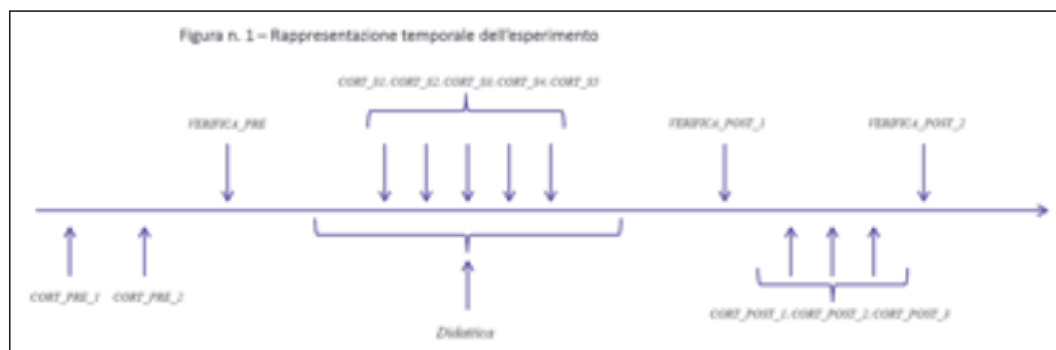 Figura n. 1 – Rappresentazione temporale dell'esperimento
CORT_S1, CORT_S2, CORT_S3, CORT_S4, CORT_S5
VERIFICA_PRE
VERIFICA_POST_1
VERIFICA_POST_2
CORT_PRE_1
CORT_PRE_2
CORT_POST_1, CORT_POST_2, CORT_POST_3
Didattica